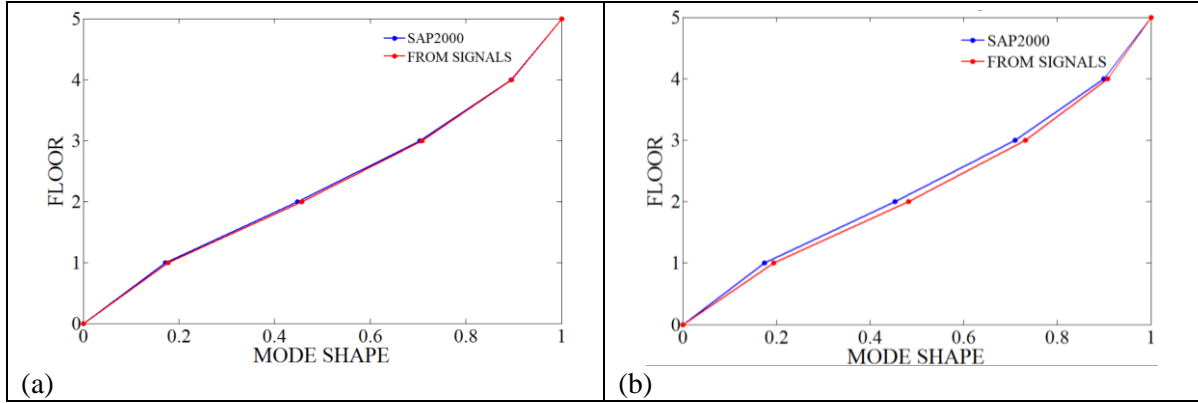 5
4
3
2
1
0
FLOOR
SAP2000
FROM SIGNALS
0 0.2 0.4 0.6 0.8 1
MODE SHAPE
(a)
5
4
3
2
1
0
FLOOR
SAP2000
FROM SIGNALS
0 0.2 0.4 0.6 0.8 1
MODE SHAPE
(b)